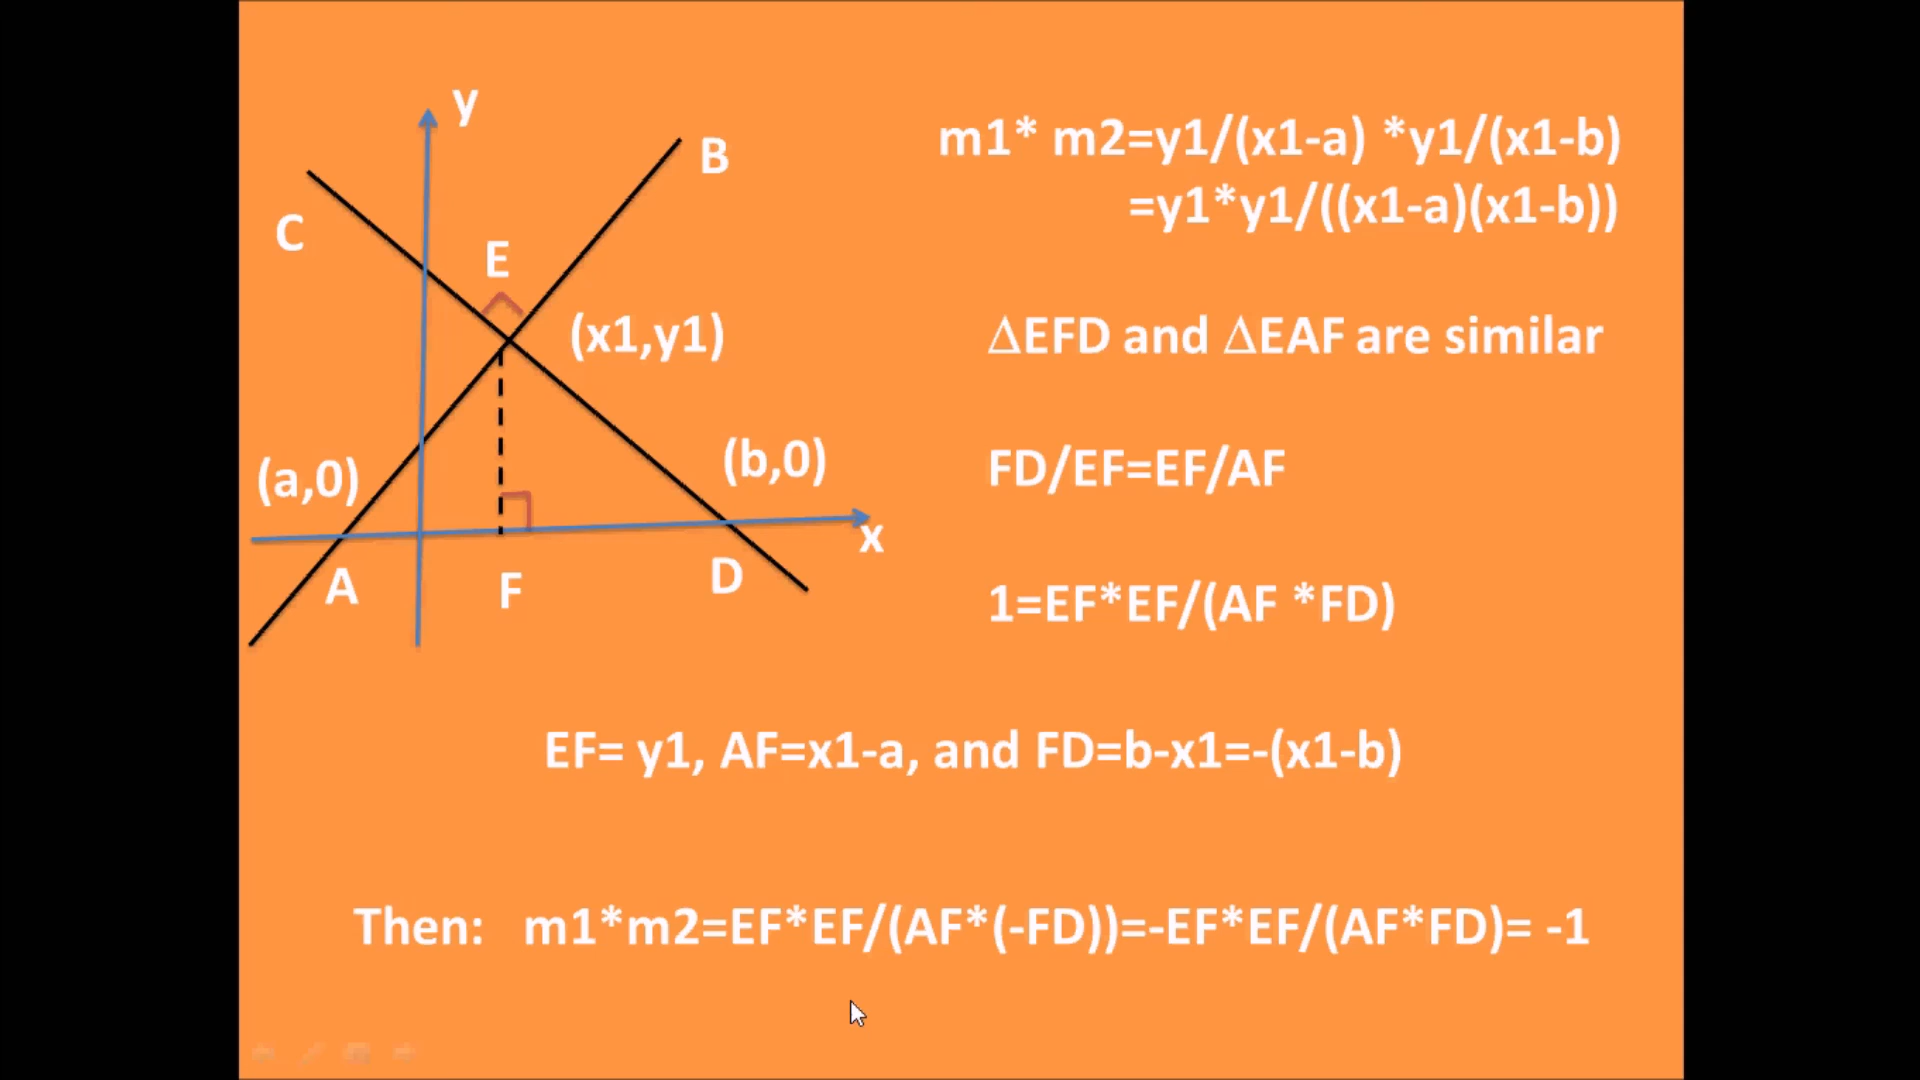 y
B
C
E
(x1,y1)
(a,0)
(b,0)
x
A
F
D
m1* m2=y1/(x1-a) *y1/(x1-b)
=y1*y1/((x1-a)(x1-b))
∆EFD and ∆EAF are similar
FD/EF=EF/AF
1=EF*EF/(AF *FD)
EF= y1, AF=x1-a, and FD=b-x1=-(x1-b)
Then: m1*m2=EF*EF/(AF*(-FD))=-EF*EF/(AF*FD)= -1